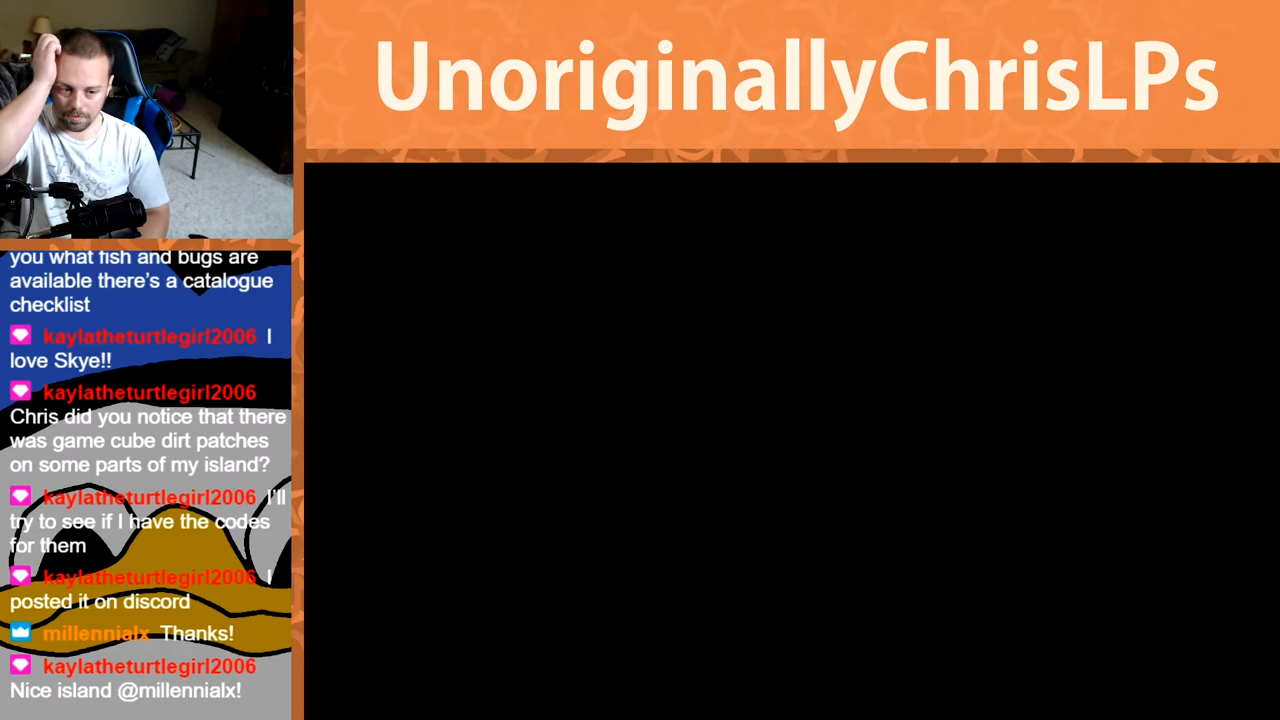 UnoriginallyChrisLPs
you what fish and bugs are
available there's a catalogue
checklist
kaylatheturtlegirl2006 I
love Skye!!
kaylatheturtlegirl2006
Chris did you notice that there
was game cube dirt patches
on some parts of my island?
kaylatheturtlegirl2006 I'll
try to see if I have the codes
for them
kaylatheturtlegirl2006 I
posted it on discord
millennialx Thanks!
kaylatheturtlegirl2006
Nice island @millennialx!